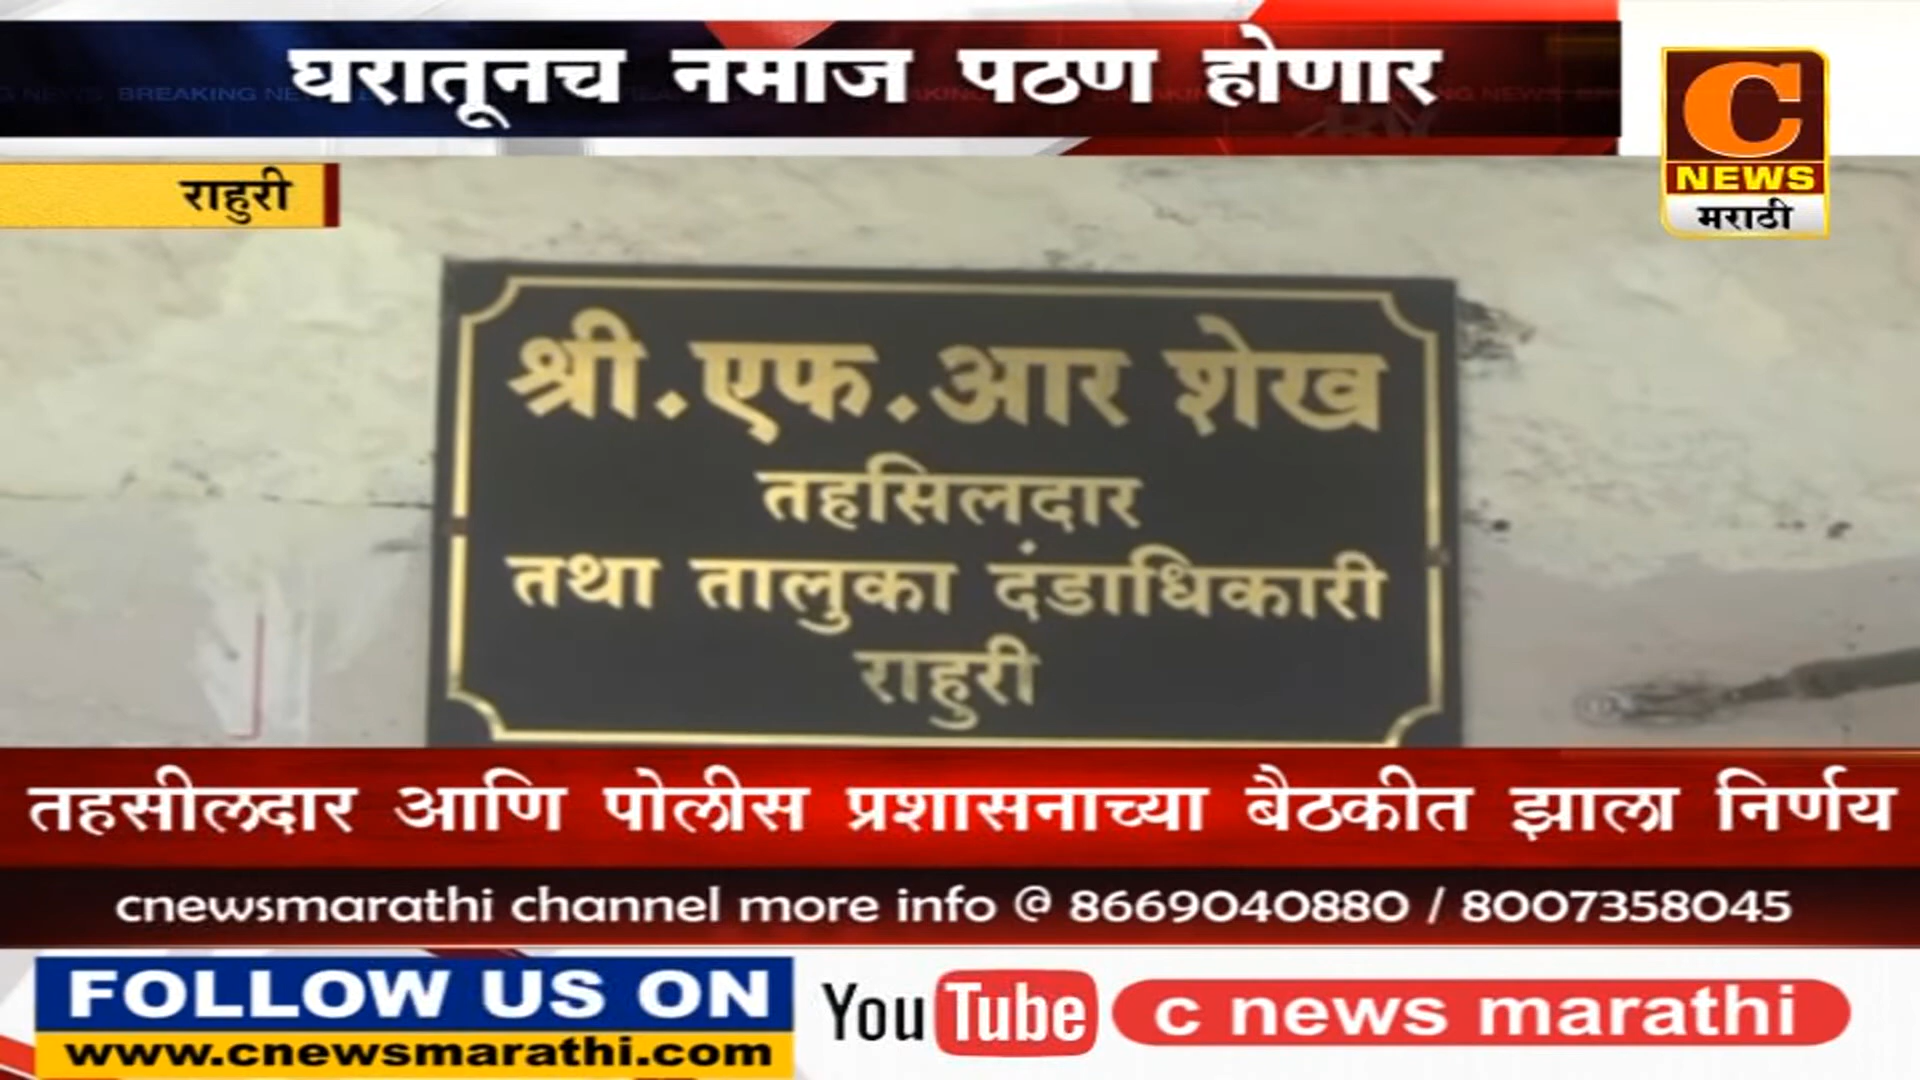 घरातूनच नमाज पठण होणार
C
NEWS
मराठी
राहुरी
श्री.एफ.आर शेख
तहसिलदार
तथा तालुका दंडाधिकारी
राहुरी
तहसीलदार आणि पोलीस प्रशासनाच्या बैठकीत झाला निर्णय
cnewsmarathi channel more info @ 8669040880 / 8007358045
FOLLOW US ON
www.cnewsmarathi.com
YouTube c news marathi